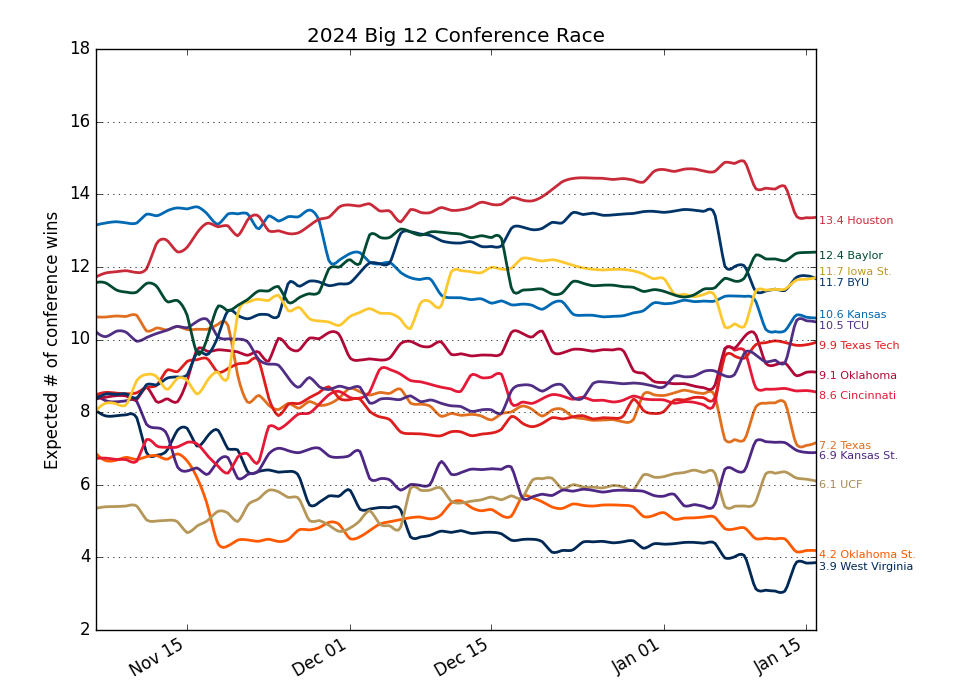 2024 Big 12 Conference Race
Expected # of conference wins
18
16
14
12
10
8
6
4
2
13.4 Houston
12.4 Baylor
11.7 Iowa St.
11.7 BYU
10.6 Kansas
10.5 TCU
9.9 Texas Tech
9.1 Oklahoma
8.6 Cincinnati
7.2 Texas
6.9 Kansas St.
6.1 UCF
4.2 Oklahoma St.
3.9 West Virginia
Nov 15
Dec 01
Dec 15
Jan 01
Jan 15